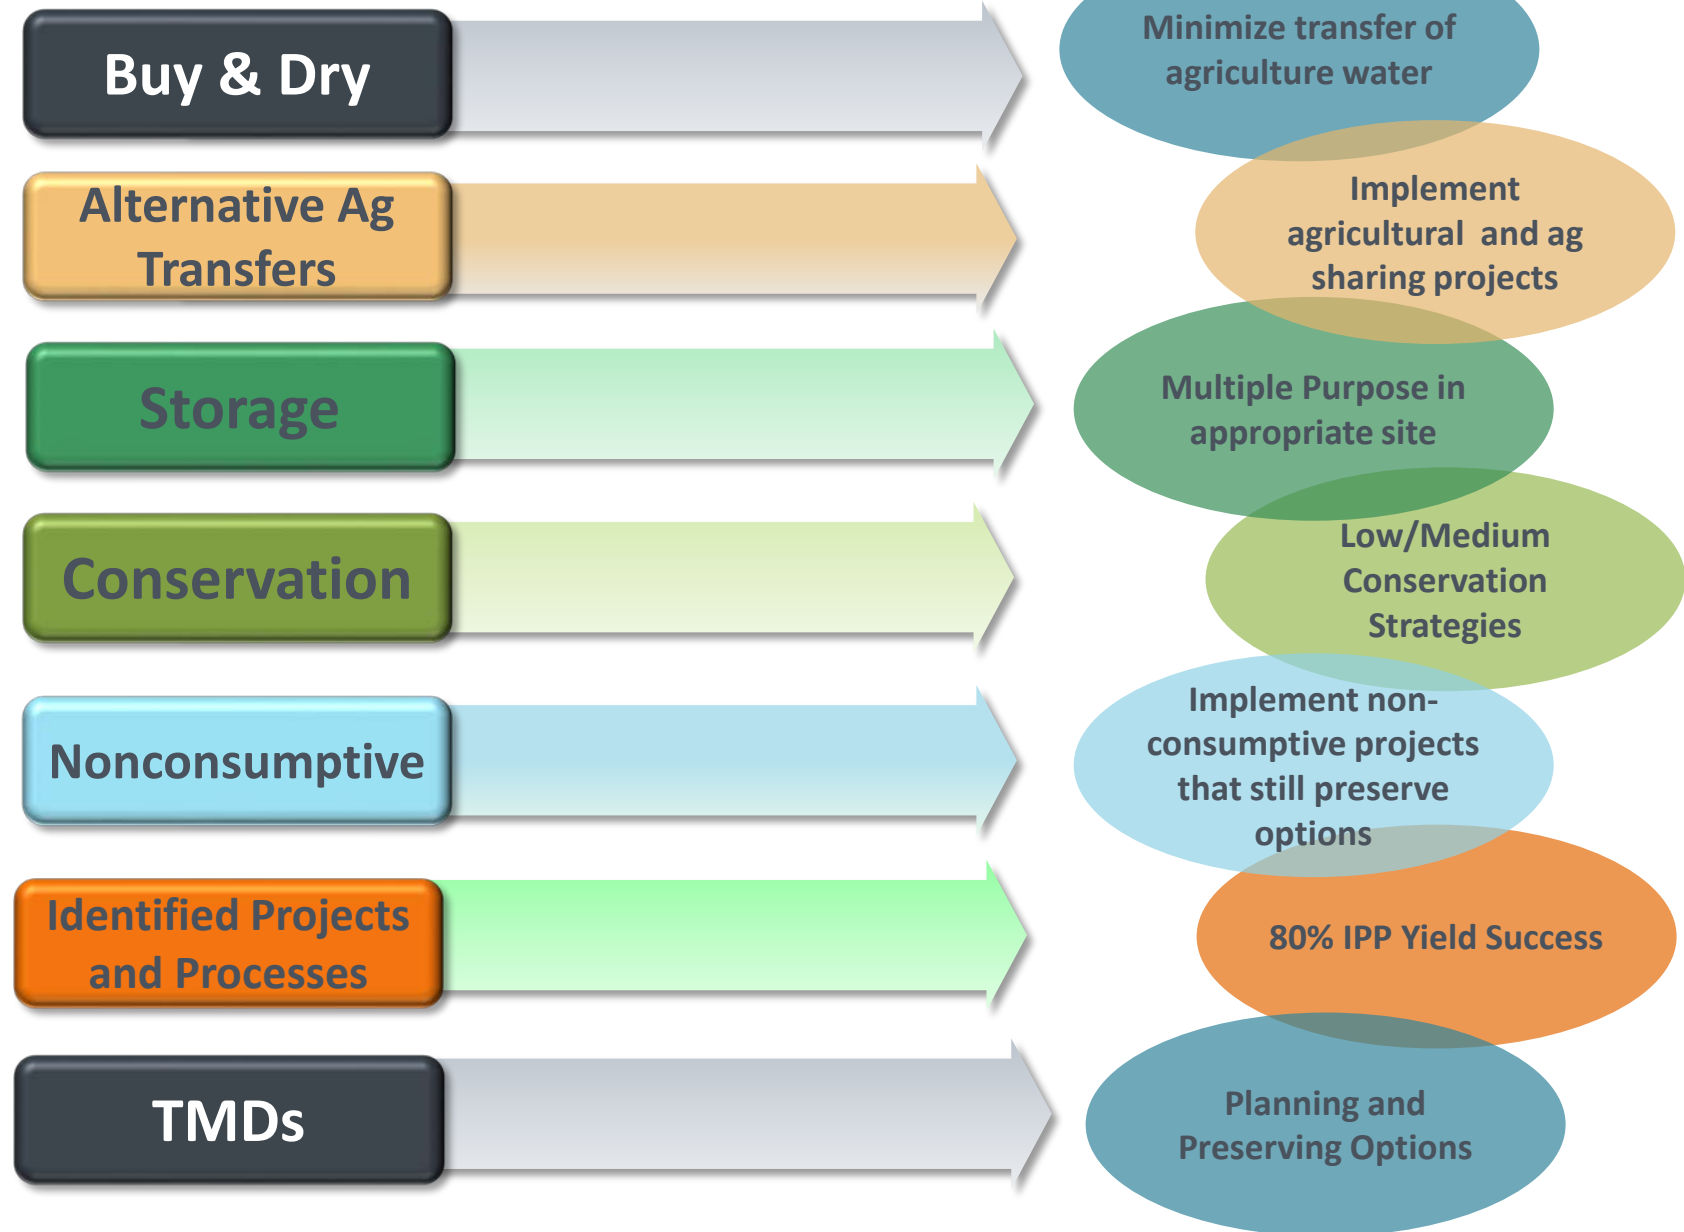 Buy & Dry
Minimize transfer of
agriculture water
Alternative Ag
Transfers
Implement
agricultural  and ag
sharing projects
Storage
Multiple Purpose in
appropriate site
Conservation
Low/Medium
Conservation
Strategies
Nonconsumptive
Implement non-
consumptive projects
that still preserve
options
Identified Projects
and Processes
80% IPP Yield Success
TMDs
Planning and
Preserving Options